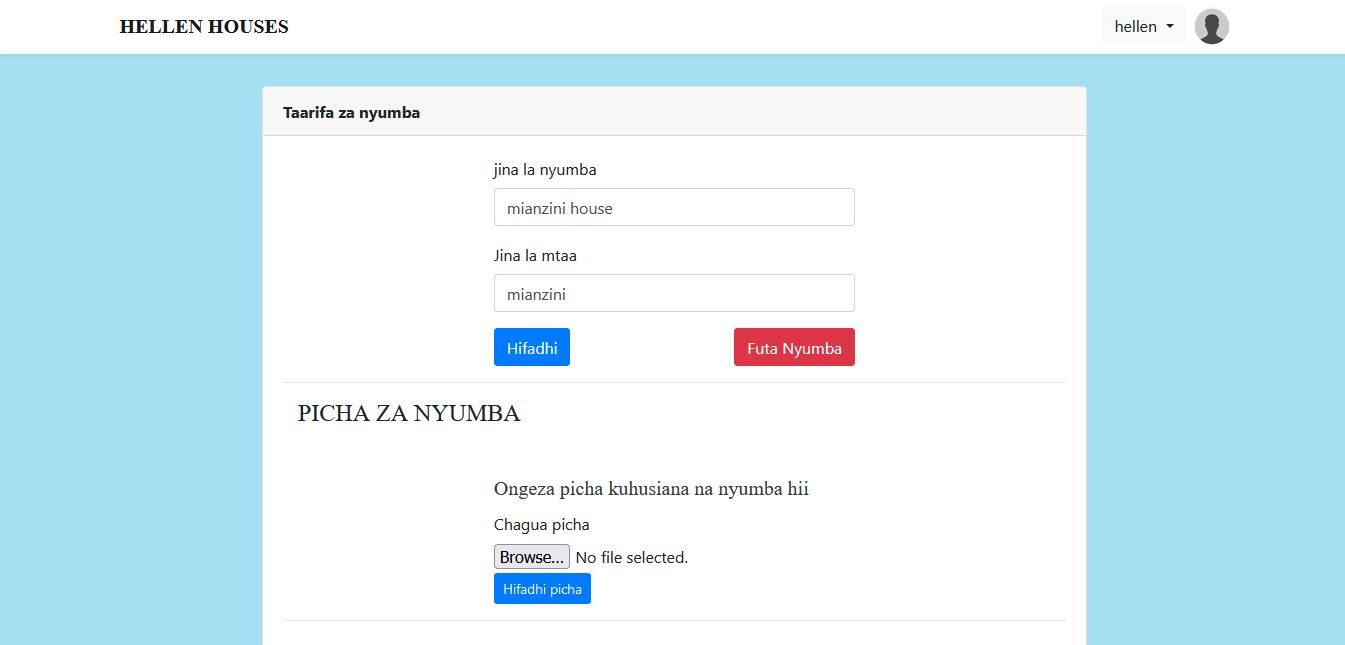 HELLEN HOUSES
hellen
Taarifa za nyumba
jina la nyumba
mianzini house
Jina la mtaa
mianzini
Hifadhi
Futa Nyumba
PICHA ZA NYUMBA
Ongeza picha kuhusiana na nyumba hii
Chagua picha
Browse... No file selected.
Hifadhi picha